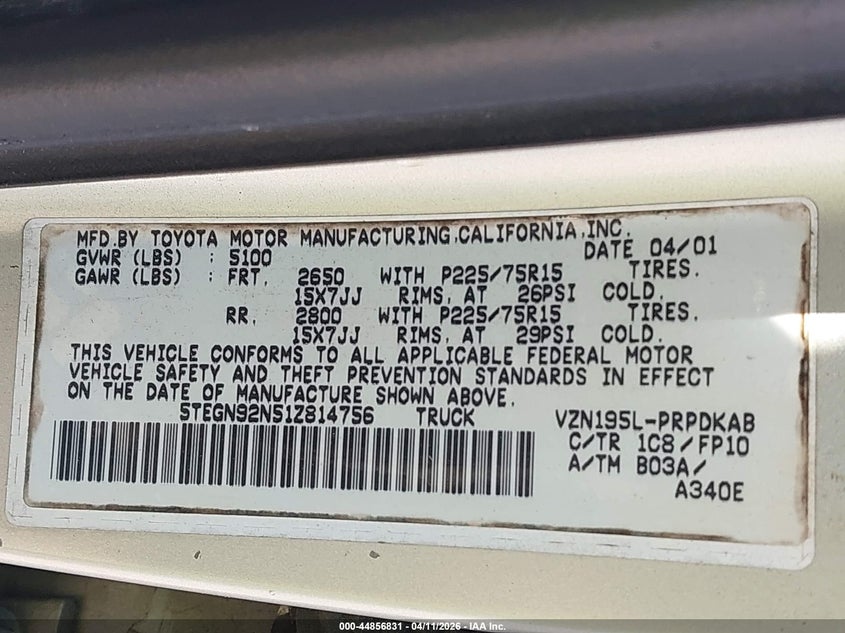 MFD.BY TOYOTA MOTOR MANUFACTURING,CALIFORNIA,INC.
GVWR (LBS) : 5100 DATE 04/01
GAWR (LBS) : FRT. 2650 WITH P225/75R15 TIRES.
15X7JJ RIMS, AT 26PSI COLD.
RR. 2800 WITH P225/75R15 TIRES.
15X7JJ RIMS, AT 29PSI COLD.
THIS VEHICLE CONFORMS TO ALL APPLICABLE FEDERAL MOTOR
VEHICLE SAFETY AND THEFT PREVENTION STANDARDS IN EFFECT
ON THE DATE OF MANUFACTURE SHOWN ABOVE.
5TEGN92N51Z814756 TRUCK VZN195L-PRPDKAB
C/TR 1C8/FP10
A/TM B03A/
A340E
000-44856831 - 04/11/2026 - IAA Inc.